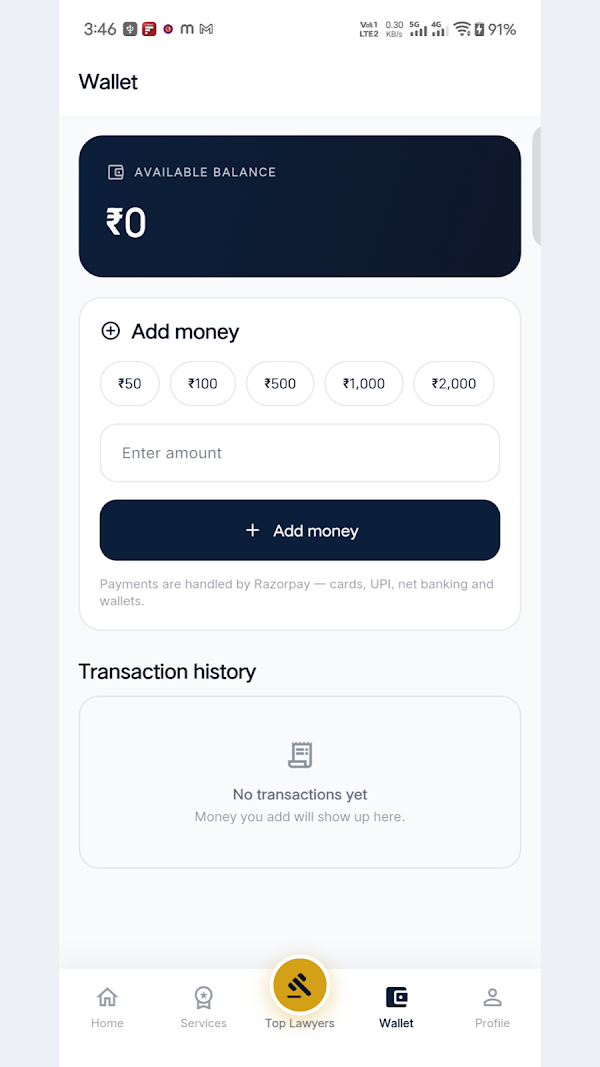 3:46
Vo 1
LTE2
0.30
KB/s
5G
4G
91%
Wallet
AVAILABLE BALANCE
₹0
Add money
₹50
₹100
₹500
₹1,000
₹2,000
Enter amount
+ Add money
Payments are handled by Razorpay — cards, UPI, net banking and
wallets.
Transaction history
No transactions yet
Money you add will show up here.
Home
Services
Top Lawyers
Wallet
Profile